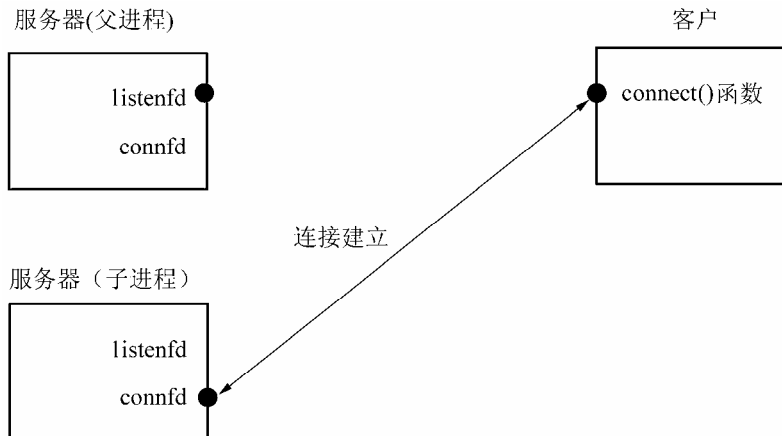 服务器(父进程)
客户
listenfd
connect()函数
connfd
连接建立
服务器（子进程）
listenfd
connfd